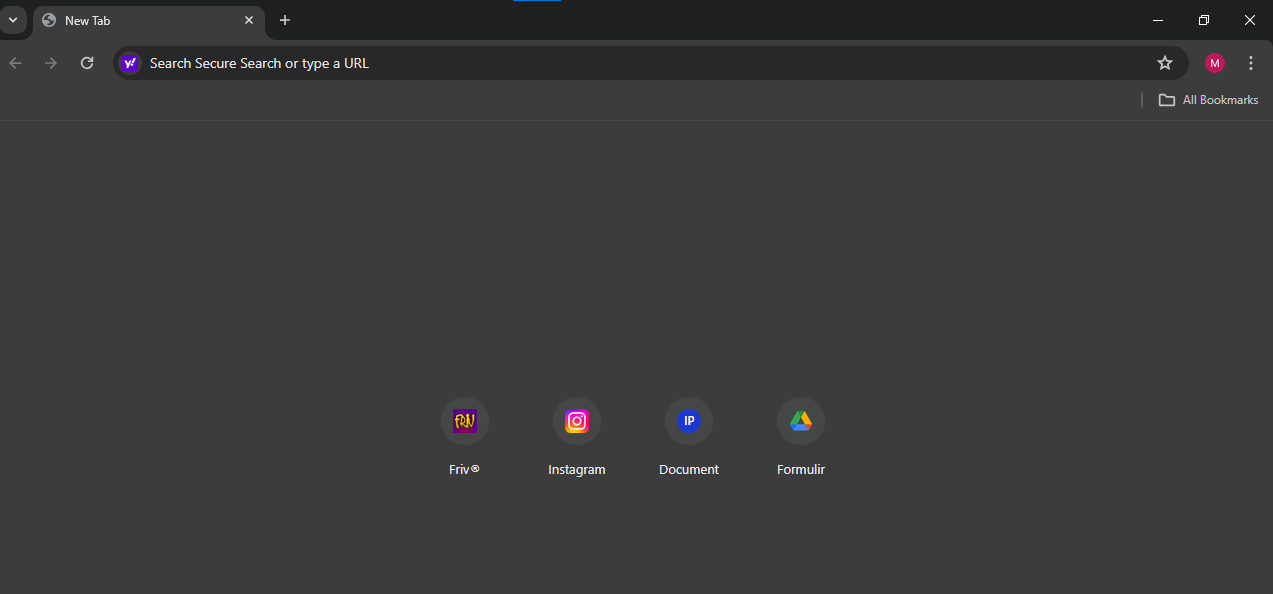 New Tab
y!
Search Secure Search or type a URL
M
All Bookmarks
FRIV
IP
Friv®
Instagram
Document
Formulir